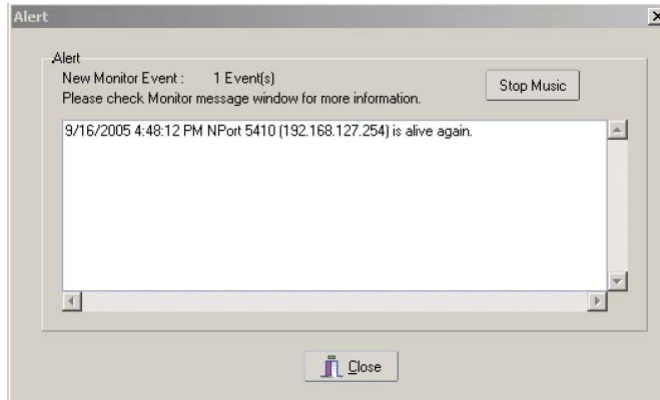 Alert
Alert
New Monitor Event : 1 Event(s)
Stop Music
Please check Monitor message window for more information.
9/16/2005 4:48:12 PM NPort 5410 (192.168.127.254) is alive again.
Close